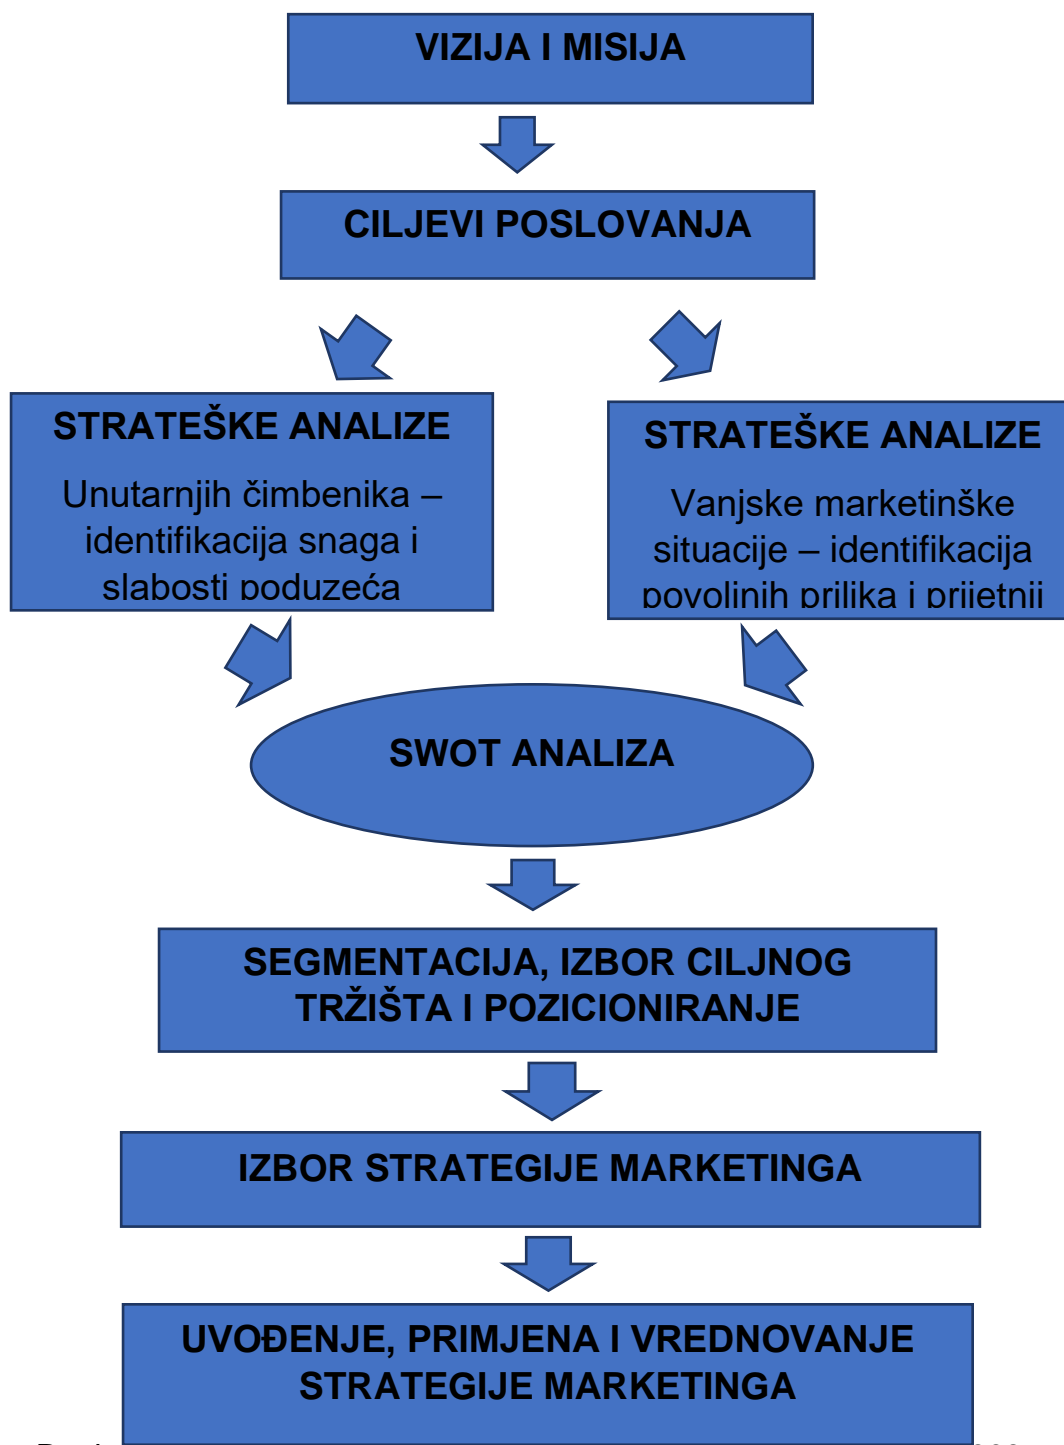 VIZIJA I MISIJA
CILJEVI POSLOVANJA
STRATEŠKE ANALIZE
Unutarnjih čimbenika –
identifikacija snaga i
slabosti poduzeća
STRATEŠKE ANALIZE
Vanjske marketinške
situacije – identifikacija
povoljnih prilika i prijetnji
SWOT ANALIZA
SEGMENTACIJA, IZBOR CILJNOG
TRŽIŠTA I POZICIONIRANJE
IZBOR STRATEGIJE MARKETINGA
UVOĐENJE, PRIMJENA I VREDNOVANJE
STRATEGIJE MARKETINGA